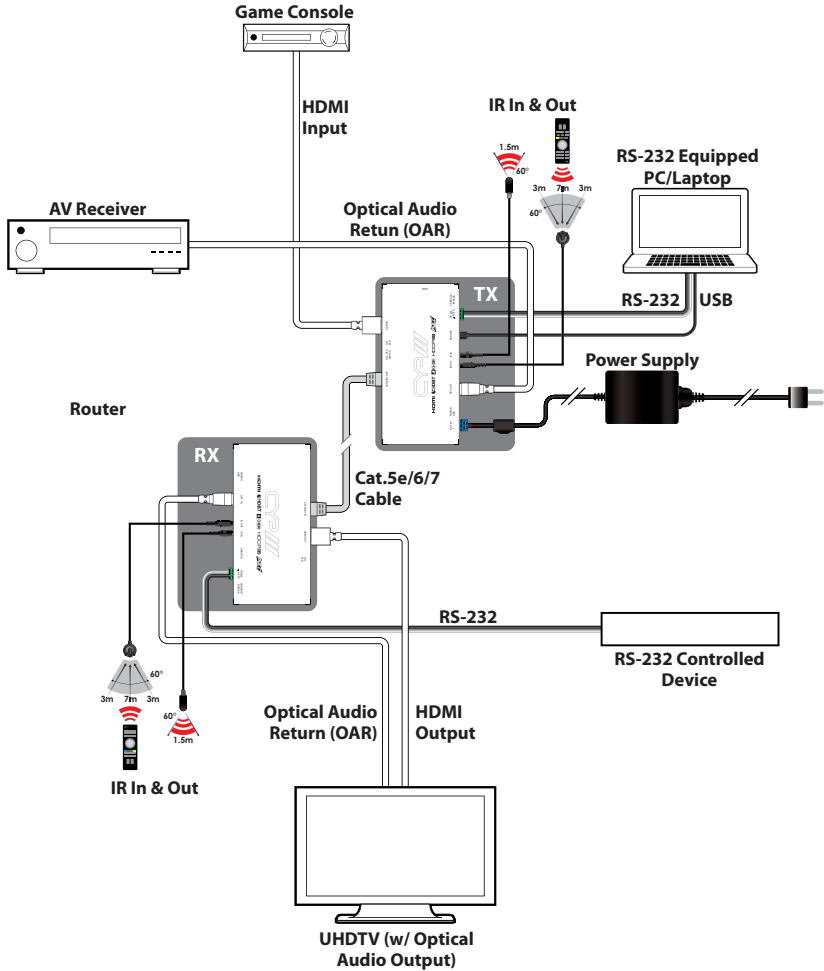 Game Console
HDMI
Input
IR In & Out
1.5m
60°
3m 7m 3m
60°
RS-232 Equipped
PC/Laptop
AV Receiver
Optical Audio
Retun (OAR)
TX
RS-232
USB
Power Supply
Router
RX
Cat.5e/6/7
Cable
CYP
CYP
RS-232
RS-232 Controlled
Device
60°
3m 7m 3m
60°
1.5m
IR In & Out
Optical Audio
Return (OAR)
HDMI
Output
UHDTV (w/ Optical
Audio Output)